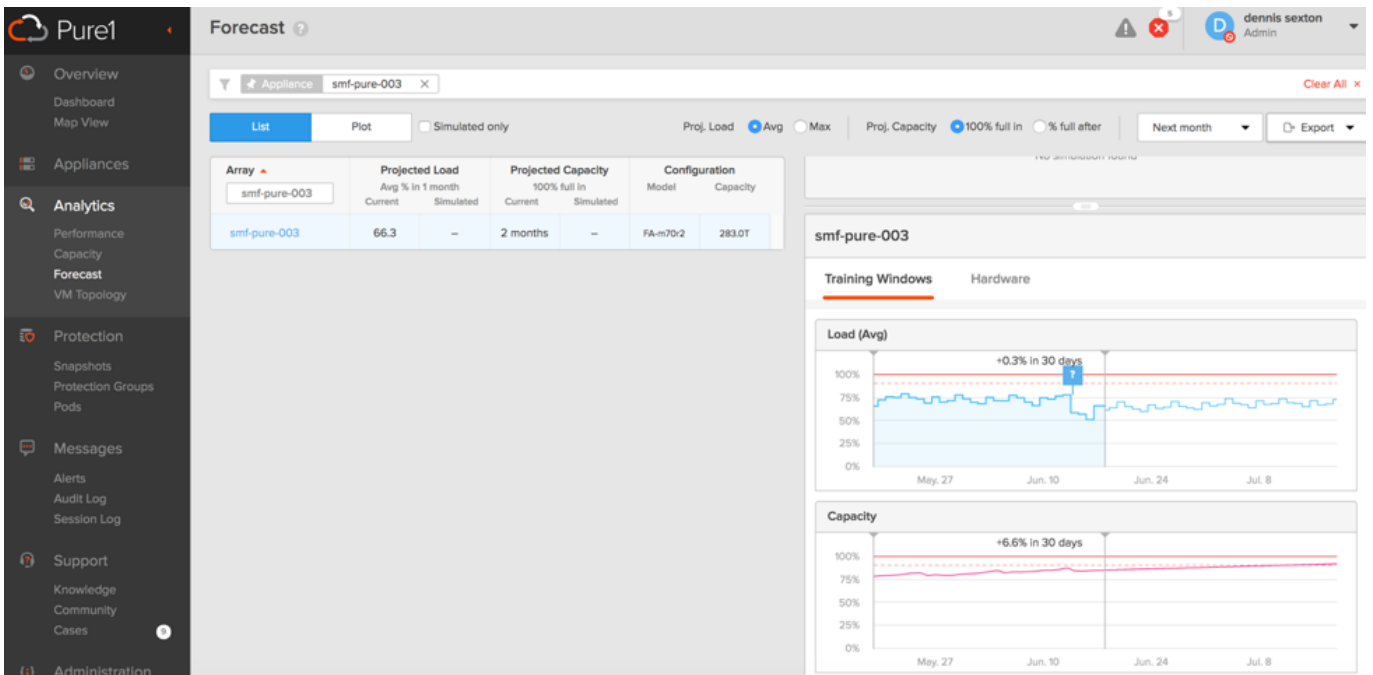 Pure1
Forecast ?
5
D
dennis sexton
Admin
Overview
Dashboard
Map View
Appliances
Analytics
Performance
Capacity
Forecast
VM Topology
Protection
Snapshots
Protection Groups
Pods
Messages
Alerts
Audit Log
Session Log
Support
Knowledge
Community
Cases 9
Administration
Appliance smf-pure-003 ×
Clear All ×
List Plot Simulated only Proj. Load Avg Max Proj. Capacity 100% full in % full after Next month Export
Array Projected Load Projected Capacity Configuration
smf-pure-003 Avg % in 1 month 100% full in Model Capacity
Current Simulated Current Simulated
smf-pure-003 66.3 – 2 months – FA-m70r2 283.0T
No simulation found
smf-pure-003
Training Windows Hardware
Load (Avg)
+0.3% in 30 days
?
100%
75%
50%
25%
0%
May. 27 Jun. 10 Jun. 24 Jul. 8
Capacity
+6.6% in 30 days
100%
75%
50%
25%
0%
May. 27 Jun. 10 Jun. 24 Jul. 8